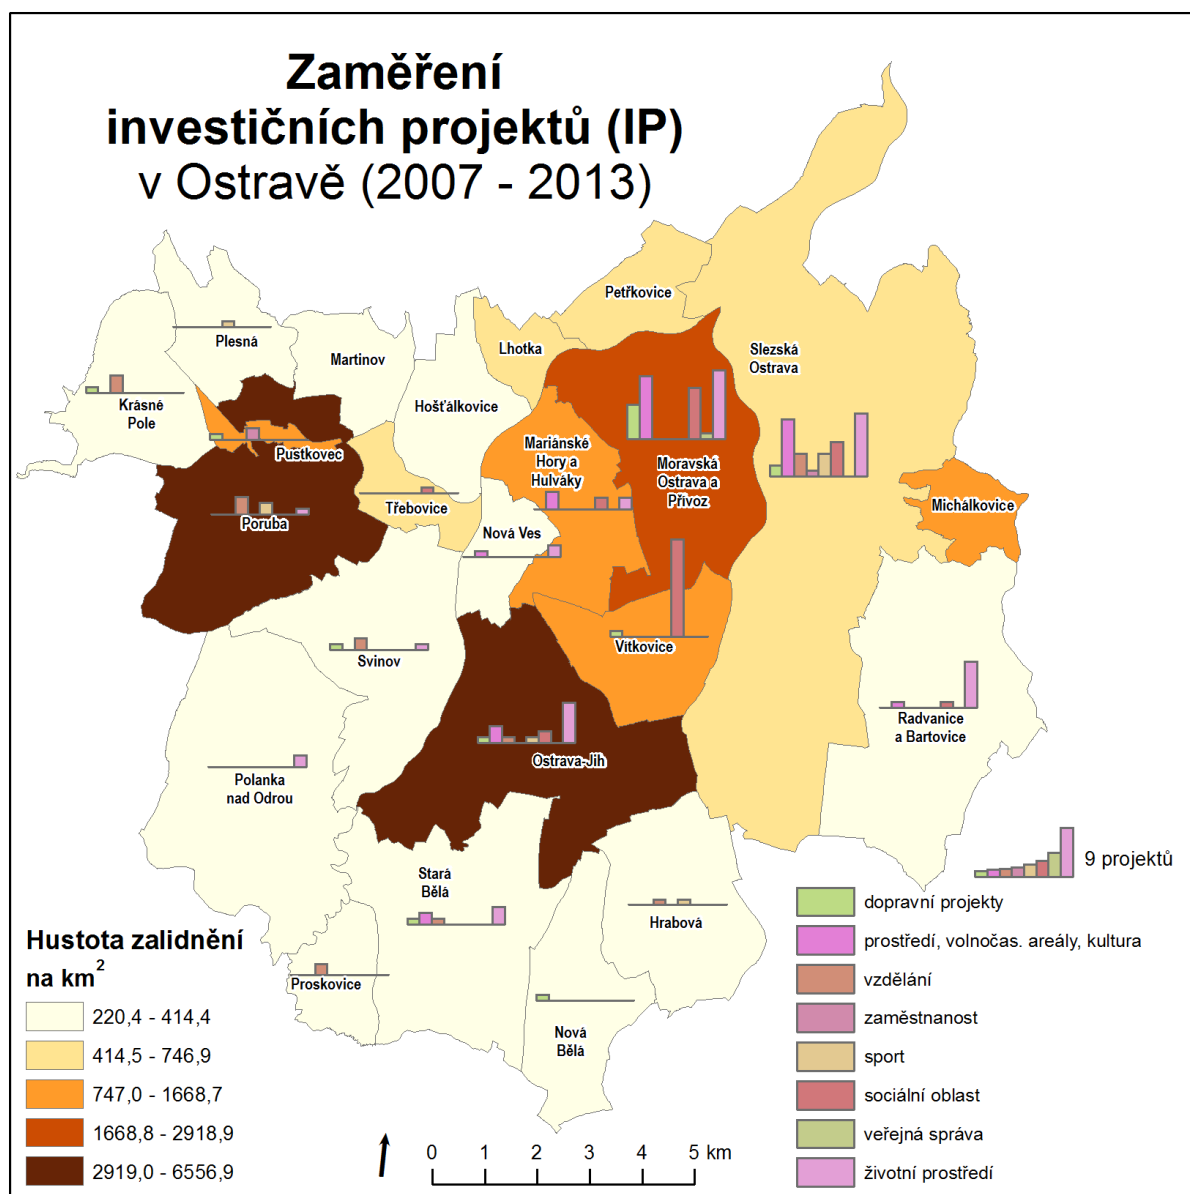 Zaměření
investičních projektů (IP)
v Ostravě (2007 - 2013)
Petřkovice
Plesná
Martinov
Lhotka
Slezská
Ostrava
Krásné
Pole
Hošťálkovice
Pustkovec
Mariánské
Hory a
Hulváky
Moravská
Ostrava a
Přívoz
Poruba
Třebovice
Nová Ves
Michálkovice
Svinov
Vítkovice
Radvanice
a Bartovice
Ostrava-Jih
Polanka
nad Odrou
Stará
Bělá
Hrabová
Proskovice
Nová
Bělá
9 projektů
dopravní projekty
prostředí, volnočas. areály, kultura
vzdělání
zaměstnanost
sport
sociální oblast
veřejná správa
životní prostředí
Hustota zalidnění
na km²
220,4 - 414,4
414,5 - 746,9
747,0 - 1668,7
1668,8 - 2918,9
2919,0 - 6556,9
0 1 2 3 4 5 km